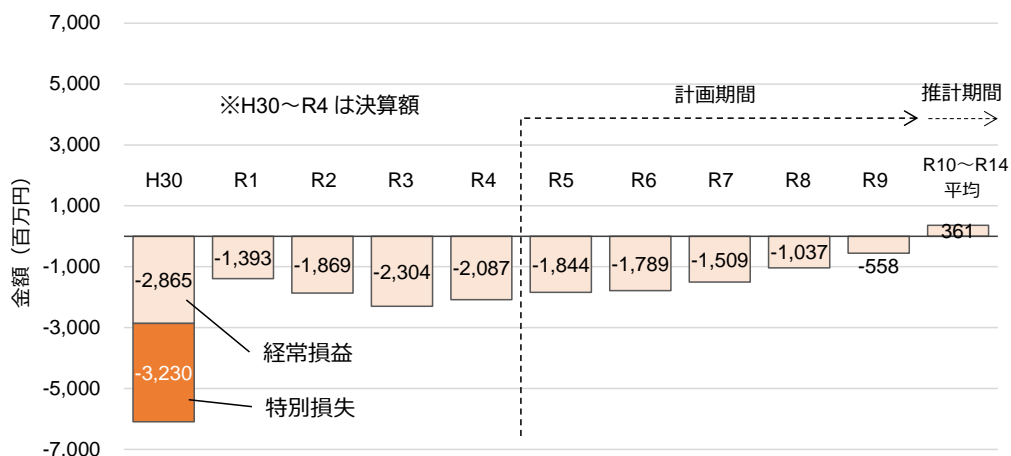 7,000
5,000
3,000
1,000
-1,000
-3,000
-5,000
-7,000
金額（百万円）
※H30～R4 は決算額
計画期間
推計期間
H30
R1
R2
R3
R4
R5
R6
R7
R8
R9
R10～R14
平均
-2,865
-1,393
-1,869
-2,304
-2,087
-1,844
-1,789
-1,509
-1,037
-558
361
-3,230
経常損益
特別損失